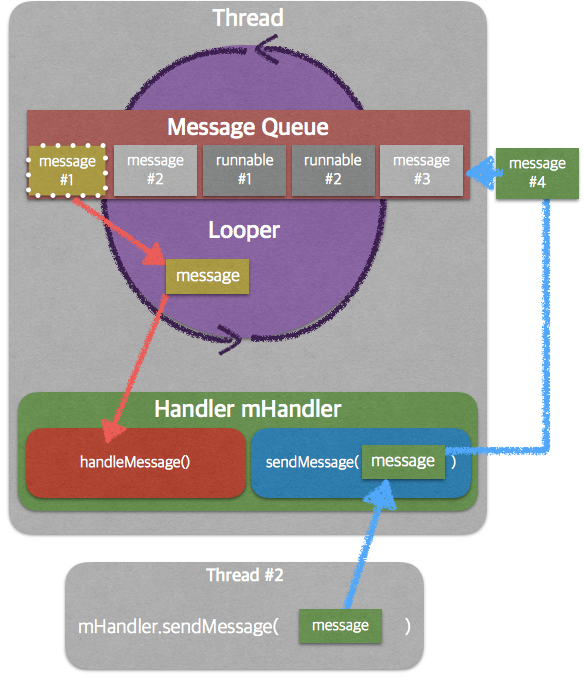 Thread
Message Queue
message
#1
message
#2
runnable
#1
runnable
#2
message
#3
message
#4
Looper
message
Handler mHandler
handleMessage()
sendMessage( message )
Thread #2
mHandler.sendMessage( message )